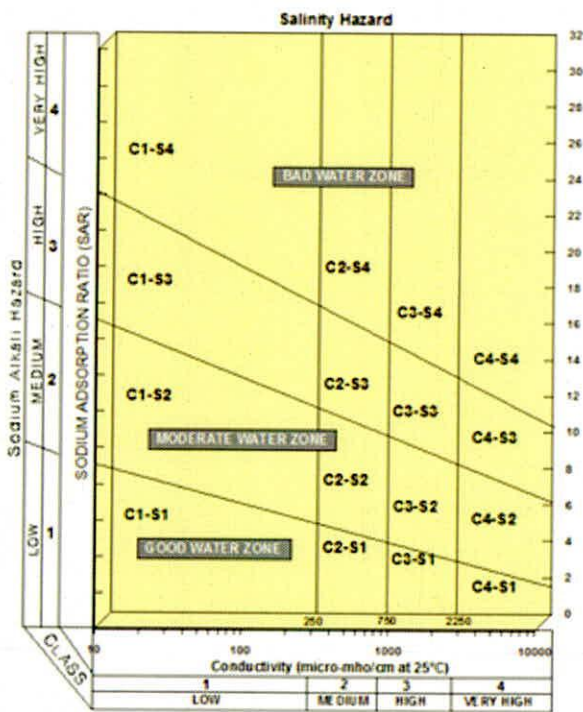 Salinity Hazard
32
30
28
26
24
22
20
18
16
14
12
10
8
6
4
2
0
Sodium Alkali Hazard
VERY HIGH
HIGH
MEDIUM
LOW
4
3
2
1
SODIUM ADSORPTION RATIO (SAR)
C1-S4
BAD WATER ZONE
C1-S3
C2-S4
C3-S4
C4-S4
C1-S2
C2-S3
C3-S3
C4-S3
MODERATE WATER ZONE
C2-S2
C1-S1
C3-S2
C4-S2
GOOD WATER ZONE
C2-S1
C3-S1
C4-S1
250 750 2250
10 100 1000 10000
CLASS
Conductivity (micro-mho/cm at 25°C)
1 2 3 4
LOW MEDIUM HIGH VERY HIGH